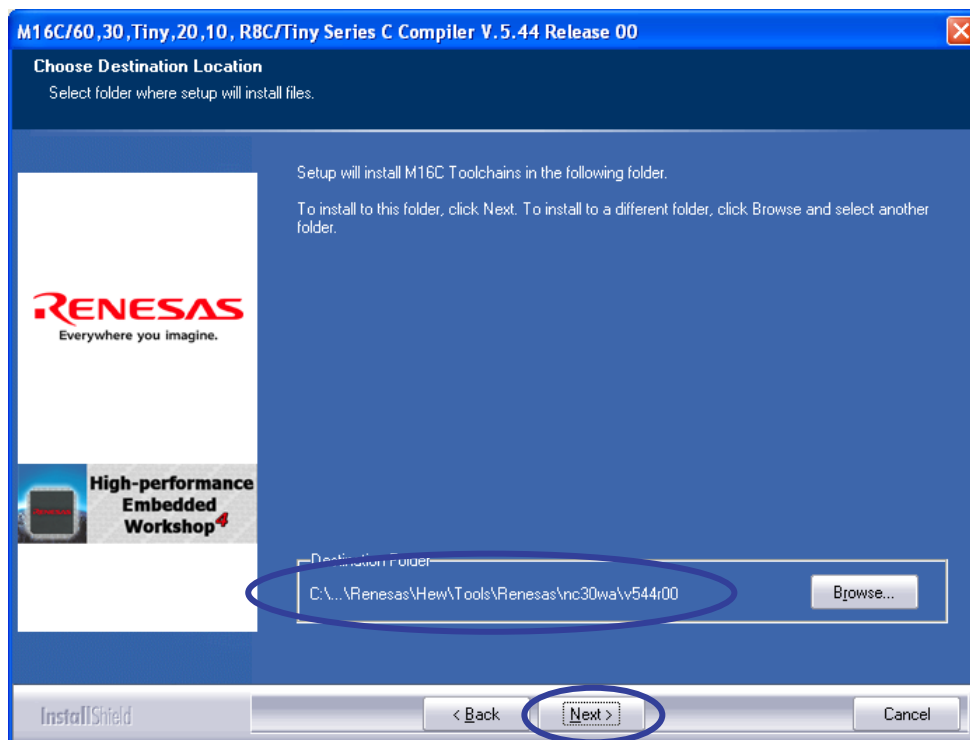 M16C/60,30,Tiny,20,10, R8C/Tiny Series C Compiler V.5.44 Release 00
Choose Destination Location
Select folder where setup will install files.
Setup will install M16C Toolchains in the following folder.
To install to this folder, click Next. To install to a different folder, click Browse and select another
folder.
RENESAS
Everywhere you imagine.
High-performance
Embedded
Workshop4
Destination Folder
C:\...\Renesas\Hew\Tools\Renesas\nc30wa\v544r00
Browse...
InstallShield
< Back
Next >
Cancel